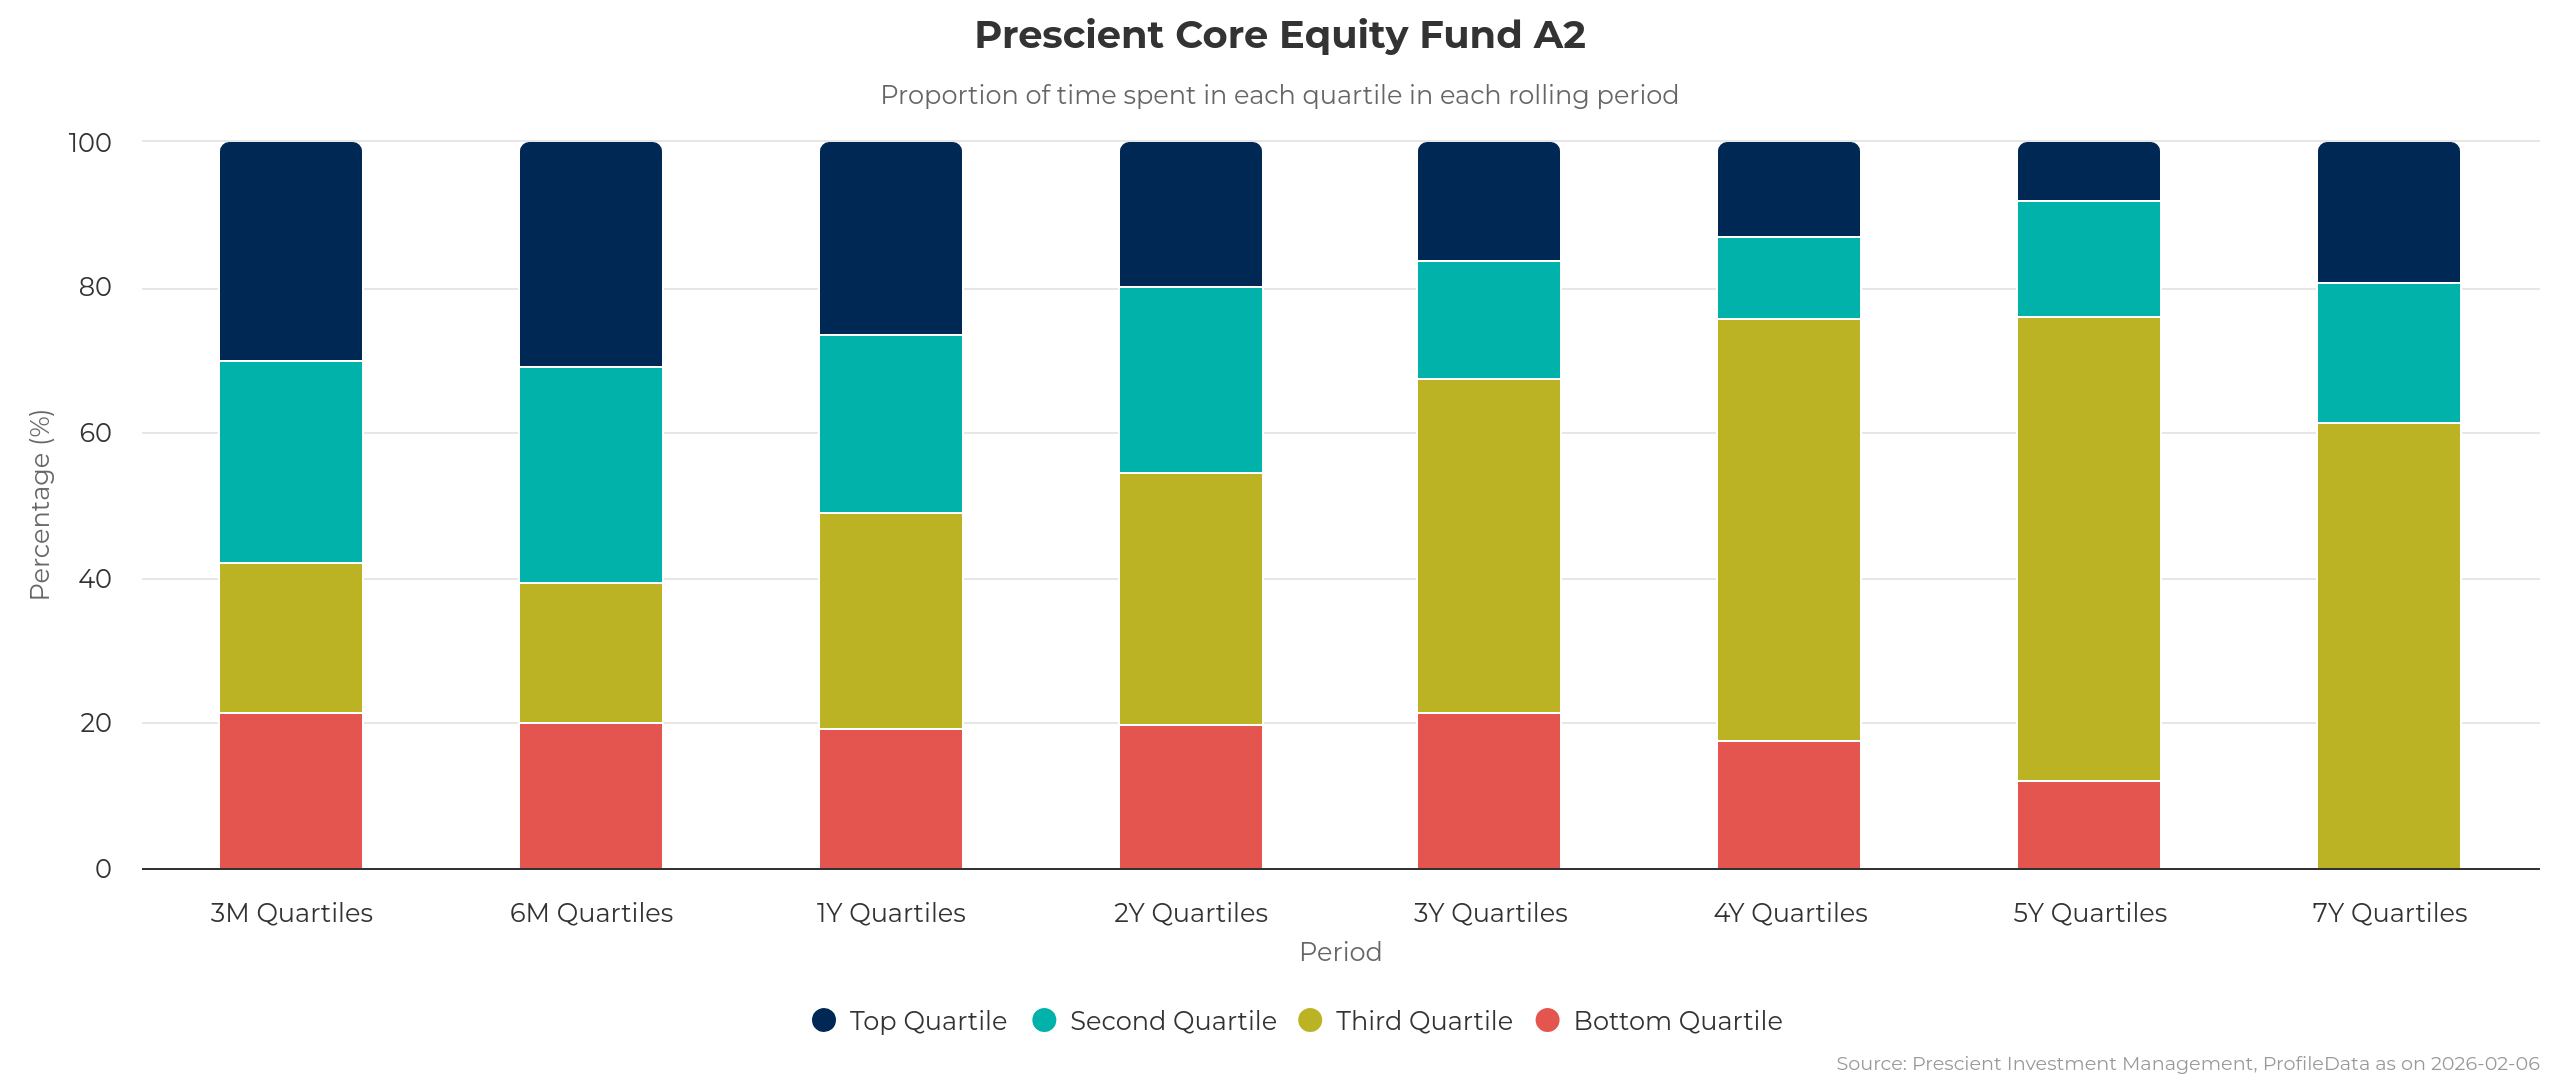 Prescient Core Equity Fund A2
Proportion of time spent in each quartile in each rolling period
Percentage (%)
100
80
60
40
20
0
3M Quartiles 6M Quartiles 1Y Quartiles 2Y Quartiles 3Y Quartiles 4Y Quartiles 5Y Quartiles 7Y Quartiles
Period
Top Quartile Second Quartile Third Quartile Bottom Quartile
Source: Prescient Investment Management, ProfileData as on 2026-02-06